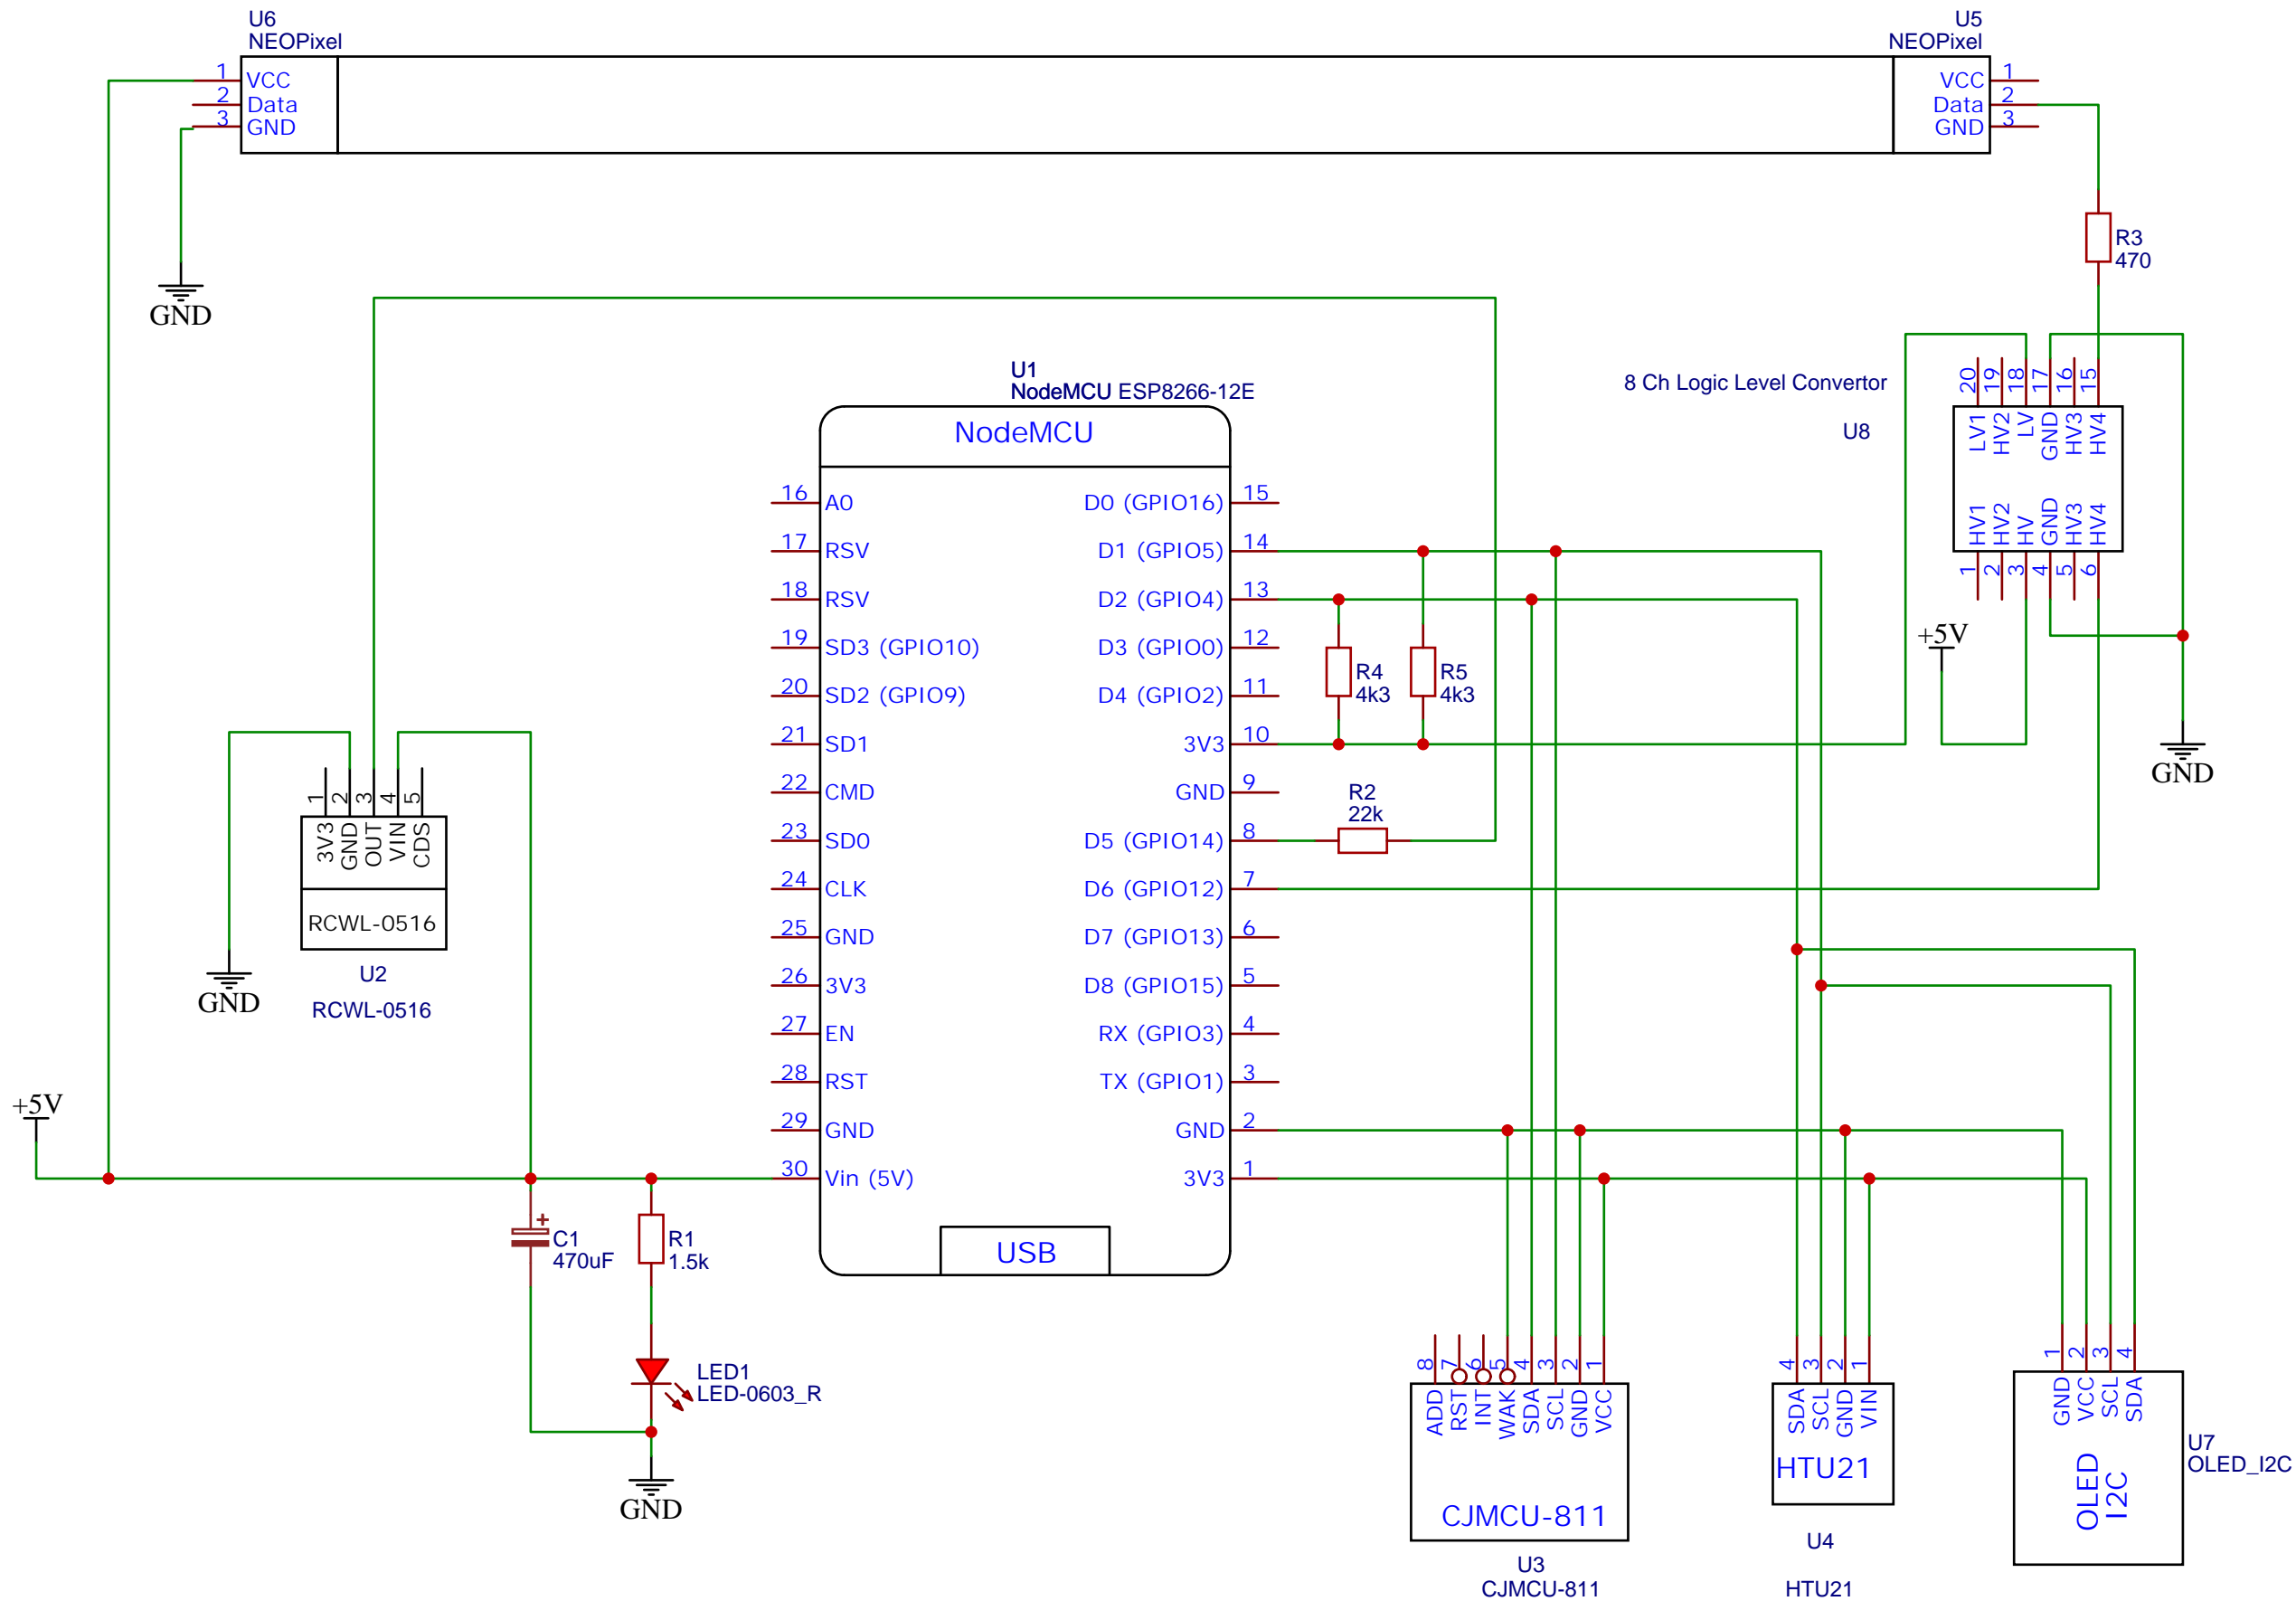 U6
NEOPixel
U5
NEOPixel
1 VCC
2 Data
3 GND
VCC 1
Data 2
GND 3
R3
470
GND
U1
NodeMCU ESP8266-12E
8 Ch Logic Level Convertor
U8
20 19 18 17 16 15
LV1 HV2 LV GND HV3 HV4
HV1 HV2 HV GND HV3 HV4
1 2 3 4 5 6
+5V
GND
NodeMCU
16 A0 D0 (GPIO16) 15
17 RSV D1 (GPIO5) 14
18 RSV D2 (GPIO4) 13
19 SD3 (GPIO10) D3 (GPIO0) 12
20 SD2 (GPIO9) D4 (GPIO2) 11
21 SD1 3V3 10
22 CMD GND 9
23 SD0 D5 (GPIO14) 8
24 CLK D6 (GPIO12) 7
25 GND D7 (GPIO13) 6
26 3V3 D8 (GPIO15) 5
27 EN RX (GPIO3) 4
28 RST TX (GPIO1) 3
29 GND GND 2
30 Vin (5V) 3V3 1
USB
R4
4k3
R5
4k3
R2
22k
1 2 3 4 5
3V3 GND OUT VIN CDS
RCWL-0516
U2
RCWL-0516
GND
+5V
C1
470uF
R1
1.5k
LED1
LED-0603_R
GND
8 7 6 5 4 3 2 1
ADD RST INT WAK SDA SCL GND VCC
CJMCU-811
U3
CJMCU-811
4 3 2 1
SDA SCL GND VIN
HTU21
U4
HTU21
1 2 3 4
GND VCC SCL SDA
OLED
I2C
U7
OLED_I2C